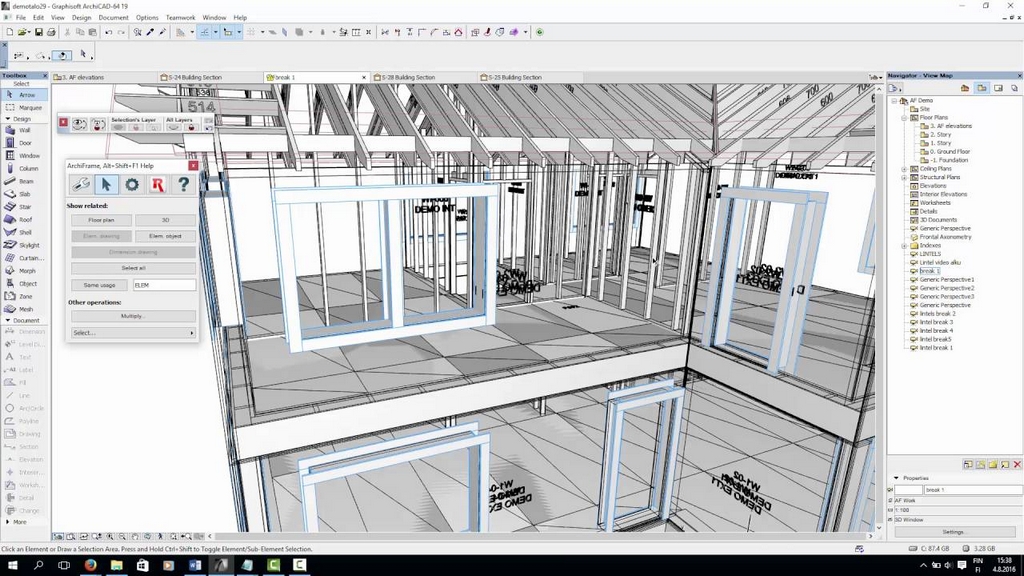 demotalo29 - Graphisoft ArchiCAD-64 19
File Edit View Design Document Options Teamwork Window Help
3. AF elevations
S-24 Building Section
break 1
S-28 Building Section
S-25 Building Section
Toolbox
Select
Arrow
Marquee
Design
Wall
Door
Window
Column
Beam
Slab
Stair
Roof
Shell
Skylight
Curtain...
Morph
Object
Zone
Mesh
Document
Text
Label
Fill
Line
Drawing
Section
Elevation
Interior...
Detail
Change
More
Selection's Layer
All Layers
514
ArchiFrame, Alt+Shift+F1 Help
Show related:
Floor plan
3D
Elem. drawing
Elem. object
Dimension drawing
Select all
Same usage
ELEM
Other operations:
Multiply...
Select...
DEMO INT
700
600
W1-02
DEMO EXT1
Navigator - View Map
AF Demo
Site
Floor Plans
3. AF elevations
2. Story
1. Story
0. Ground Floor
-1. Foundation
Ceiling Plans
Structural Plans
Elevations
Interior Elevations
Worksheets
Details
3D Documents
Generic Perspective
Frontal Axonometry
Indexes
LINTELS
Lintel video alku
break 1
Generic Perspective1
Generic Perspective2
Generic Perspective3
Generic Perspective
lintels break 2
lintel break 3
lintel break 4
lintel break5
lintel break 1
Properties
break 1
AF Work
1:100
3D Window
Settings...
Click an Element or Draw a Selection Area. Press and Hold Ctrl+Shift to Toggle Element/Sub-Element Selection.
C: 87.4 GB
3.28 GB
FIN
FI
15:38
4.8.2016